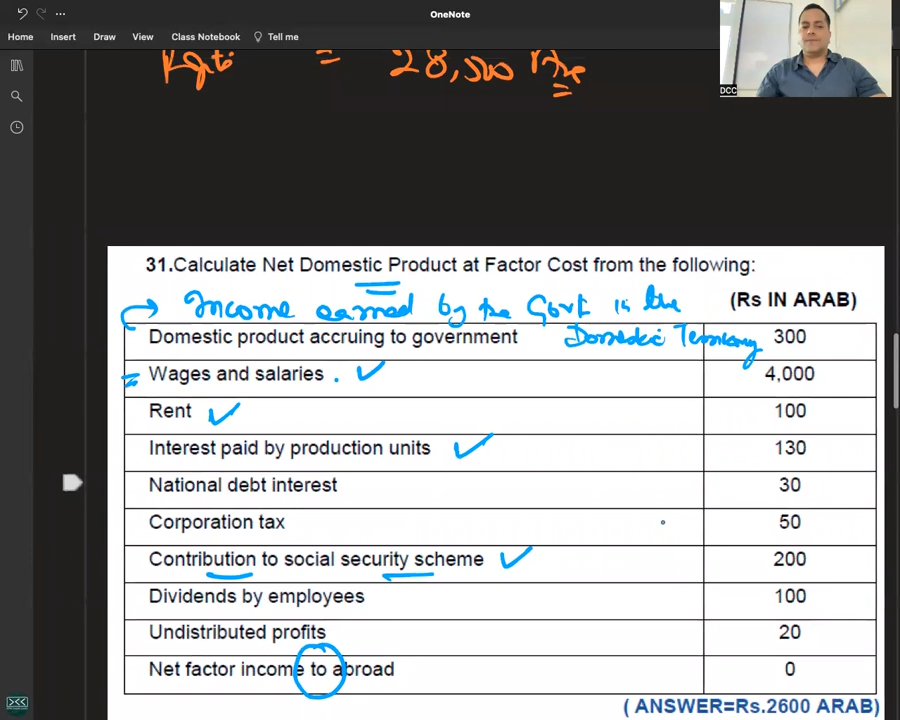 OneNote
Home Insert Draw View Class Notebook Tell me
= 28,500
DCC
31.Calculate Net Domestic Product at Factor Cost from the following:
Income earned by the Govt in the (Rs IN ARAB)
Domestic product accruing to government Domestic Territory 300
Wages and salaries 4,000
Rent 100
Interest paid by production units 130
National debt interest 30
Corporation tax 50
Contribution to social security scheme 200
Dividends by employees 100
Undistributed profits 20
Net factor income to abroad 0
( ANSWER=Rs.2600 ARAB)